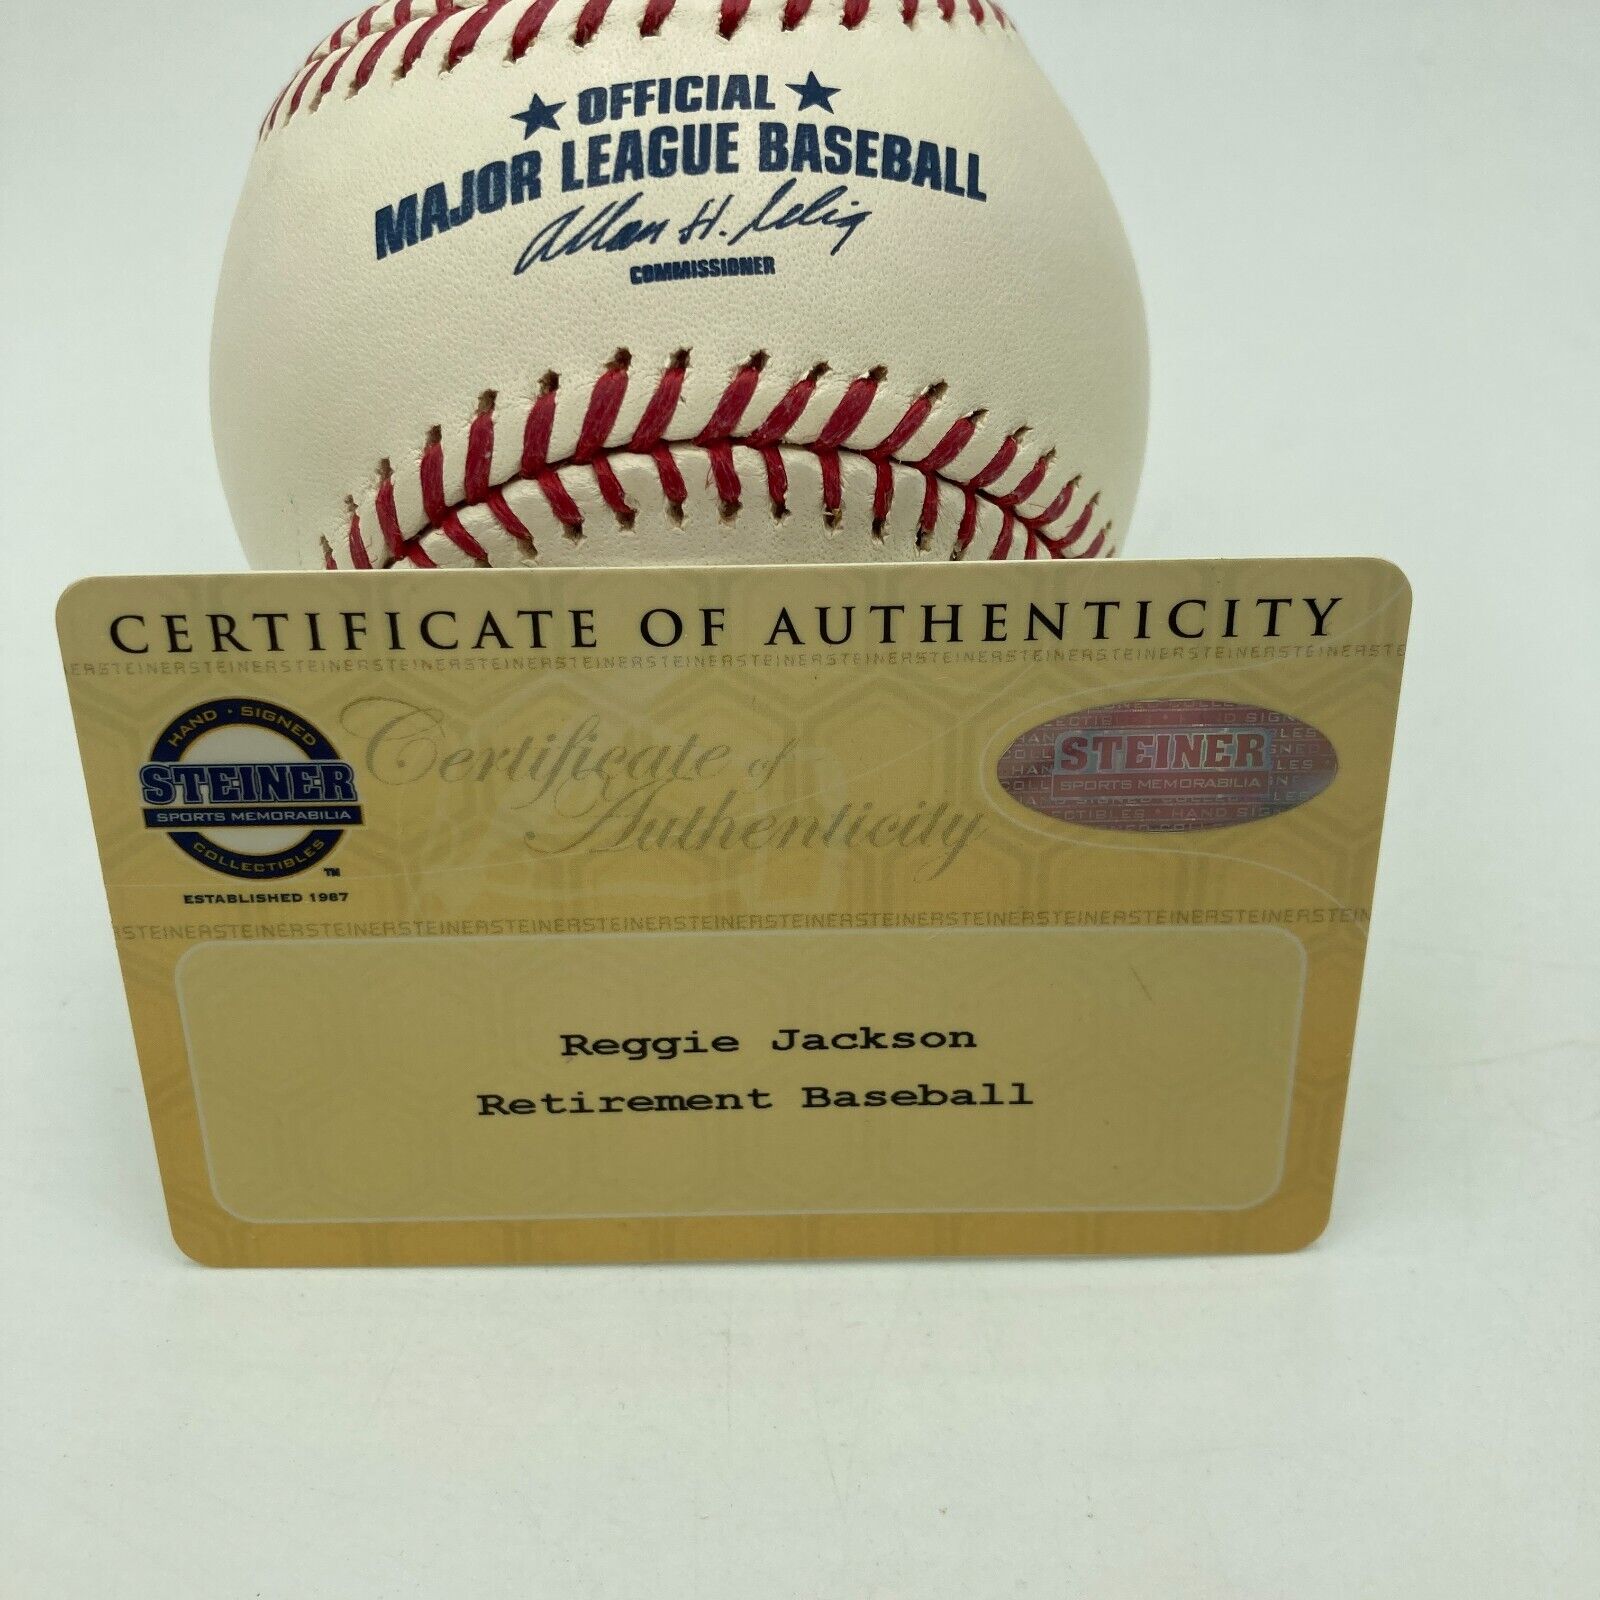 ★ OFFICIAL ★
MAJOR LEAGUE BASEBALL
Allan H. Selig
COMMISSIONER
CERTIFICATE OF AUTHENTICITY
HAND · SIGNED
STEINER
SPORTS MEMORABILIA
COLLECTIBLES
TM
ESTABLISHED 1987
Certificate of
Authenticity
STEINER
SPORTS MEMORABILIA
Reggie Jackson
Retirement Baseball